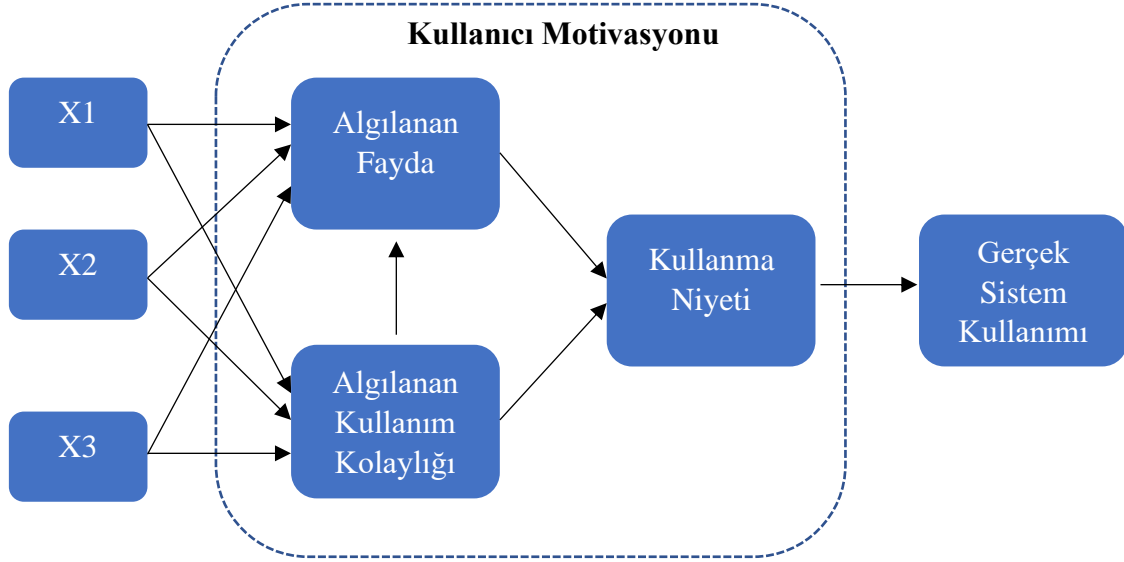 Kullanıcı Motivasyonu
X1
X2
X3
Algılanan
Fayda
Algılanan
Kullanım
Kolaylığı
Kullanma
Niyeti
Gerçek
Sistem
Kullanımı